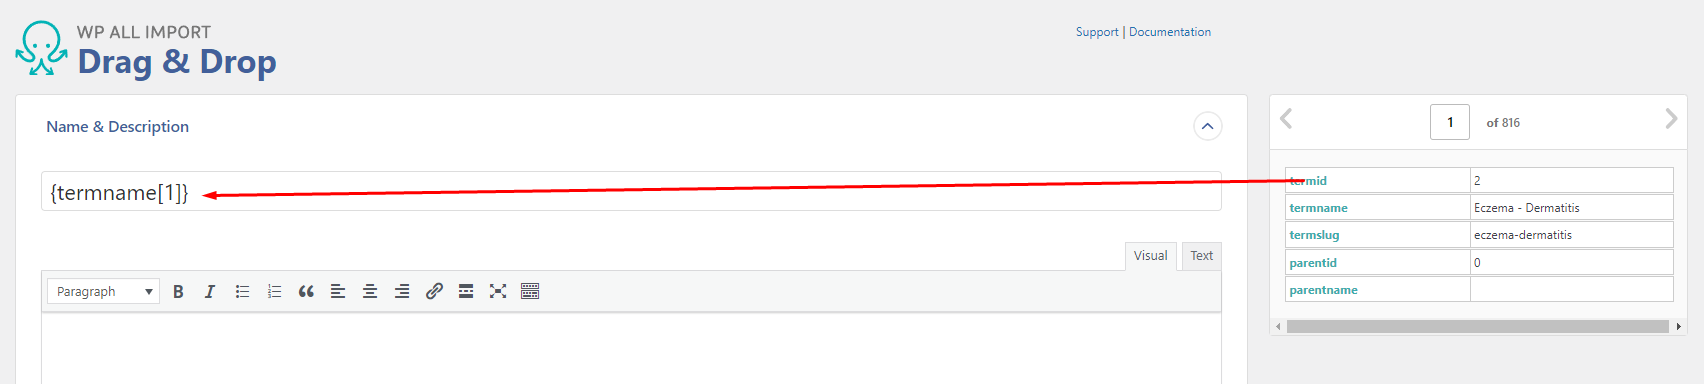 WP ALL IMPORT
Drag & Drop
Support | Documentation
Name & Description
{termname[1]}
Visual Text
Paragraph
B I
1 of 816
termid 2
termname Eczema - Dermatitis
termslug eczema-dermatitis
parentid 0
parentname